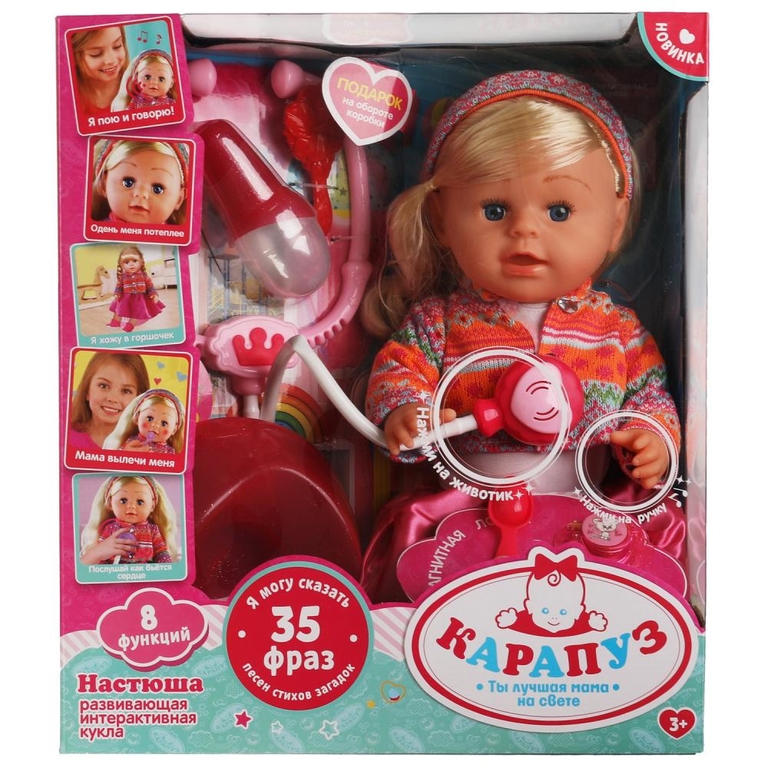 Я пою и говорю!
Одень меня потеплее
Я хожу в горшочек
Мама вылечи меня
Послушай как бьётся
сердце
ПОДАРОК
на обороте
коробки
НОВИНКА
Нажми на животик
Нажми на ручку
АГНИТНАЯ
8
функций
Я могу сказать
35
фраз
песен стихов загадок
Настюша
развивающая
интерактивная
кукла
КАРАПУЗ
• Ты лучшая мама •
на свете
3+